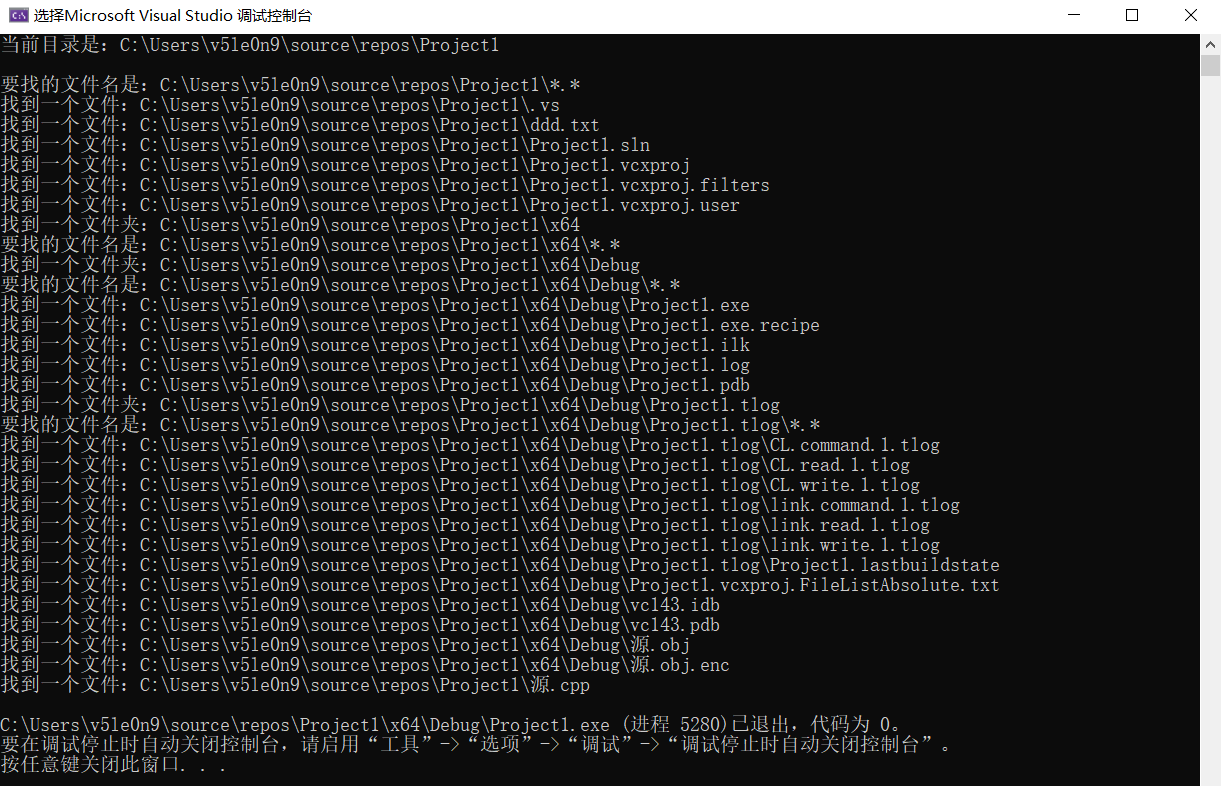 选择Microsoft Visual Studio 调试控制台
当前目录是：C:\Users\v5le0n9\source\repos\Project1
要找的文件名是：C:\Users\v5le0n9\source\repos\Project1\*.*
找到一个文件：C:\Users\v5le0n9\source\repos\Project1\.vs
找到一个文件：C:\Users\v5le0n9\source\repos\Project1\ddd.txt
找到一个文件：C:\Users\v5le0n9\source\repos\Project1\Project1.sln
找到一个文件：C:\Users\v5le0n9\source\repos\Project1\Project1.vcxproj
找到一个文件：C:\Users\v5le0n9\source\repos\Project1\Project1.vcxproj.filters
找到一个文件：C:\Users\v5le0n9\source\repos\Project1\Project1.vcxproj.user
找到一个文件夹：C:\Users\v5le0n9\source\repos\Project1\x64
要找的文件名是：C:\Users\v5le0n9\source\repos\Project1\x64\*.*
找到一个文件夹：C:\Users\v5le0n9\source\repos\Project1\x64\Debug
要找的文件名是：C:\Users\v5le0n9\source\repos\Project1\x64\Debug\*.*
找到一个文件：C:\Users\v5le0n9\source\repos\Project1\x64\Debug\Project1.exe
找到一个文件：C:\Users\v5le0n9\source\repos\Project1\x64\Debug\Project1.exe.recipe
找到一个文件：C:\Users\v5le0n9\source\repos\Project1\x64\Debug\Project1.ilk
找到一个文件：C:\Users\v5le0n9\source\repos\Project1\x64\Debug\Project1.log
找到一个文件：C:\Users\v5le0n9\source\repos\Project1\x64\Debug\Project1.pdb
找到一个文件夹：C:\Users\v5le0n9\source\repos\Project1\x64\Debug\Project1.tlog
要找的文件名是：C:\Users\v5le0n9\source\repos\Project1\x64\Debug\Project1.tlog\*.*
找到一个文件：C:\Users\v5le0n9\source\repos\Project1\x64\Debug\Project1.tlog\CL.command.1.tlog
找到一个文件：C:\Users\v5le0n9\source\repos\Project1\x64\Debug\Project1.tlog\CL.read.1.tlog
找到一个文件：C:\Users\v5le0n9\source\repos\Project1\x64\Debug\Project1.tlog\CL.write.1.tlog
找到一个文件：C:\Users\v5le0n9\source\repos\Project1\x64\Debug\Project1.tlog\link.command.1.tlog
找到一个文件：C:\Users\v5le0n9\source\repos\Project1\x64\Debug\Project1.tlog\link.read.1.tlog
找到一个文件：C:\Users\v5le0n9\source\repos\Project1\x64\Debug\Project1.tlog\link.write.1.tlog
找到一个文件：C:\Users\v5le0n9\source\repos\Project1\x64\Debug\Project1.tlog\Project1.lastbuildstate
找到一个文件：C:\Users\v5le0n9\source\repos\Project1\x64\Debug\Project1.vcxproj.FileListAbsolute.txt
找到一个文件：C:\Users\v5le0n9\source\repos\Project1\x64\Debug\vc143.idb
找到一个文件：C:\Users\v5le0n9\source\repos\Project1\x64\Debug\vc143.pdb
找到一个文件：C:\Users\v5le0n9\source\repos\Project1\x64\Debug\源.obj
找到一个文件：C:\Users\v5le0n9\source\repos\Project1\x64\Debug\源.obj.enc
找到一个文件：C:\Users\v5le0n9\source\repos\Project1\源.cpp
C:\Users\v5le0n9\source\repos\Project1\x64\Debug\Project1.exe (进程 5280)已退出，代码为 0。
要在调试停止时自动关闭控制台，请启用“工具”->“选项”->“调试”->“调试停止时自动关闭控制台”。
按任意键关闭此窗口. . .